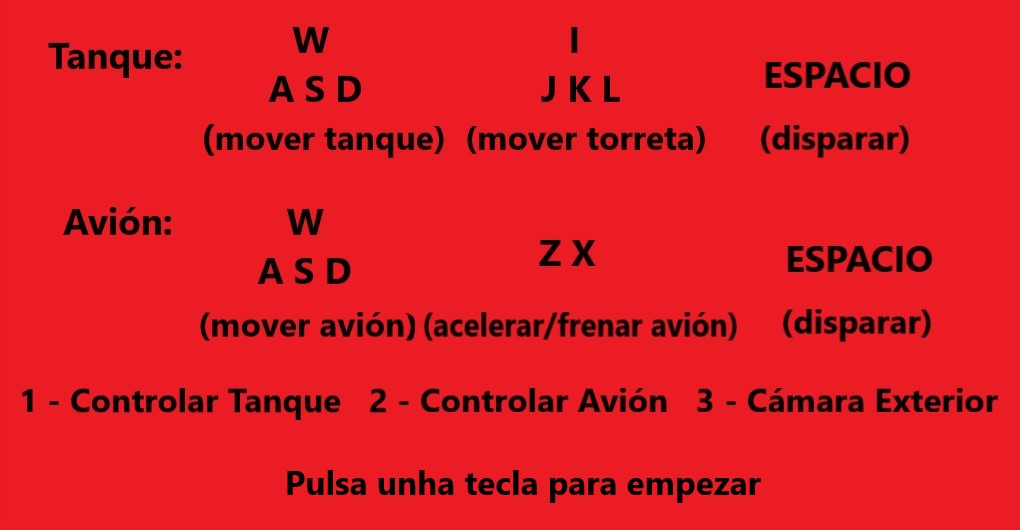 Tanque: W I
A S D J K L ESPACIO
(mover tanque) (mover torreta) (disparar)
Avión: W
A S D Z X ESPACIO
(mover avión) (acelerar/frenar avión) (disparar)
1 - Controlar Tanque 2 - Controlar Avión 3 - Cámara Exterior
Pulsa unha tecla para empezar